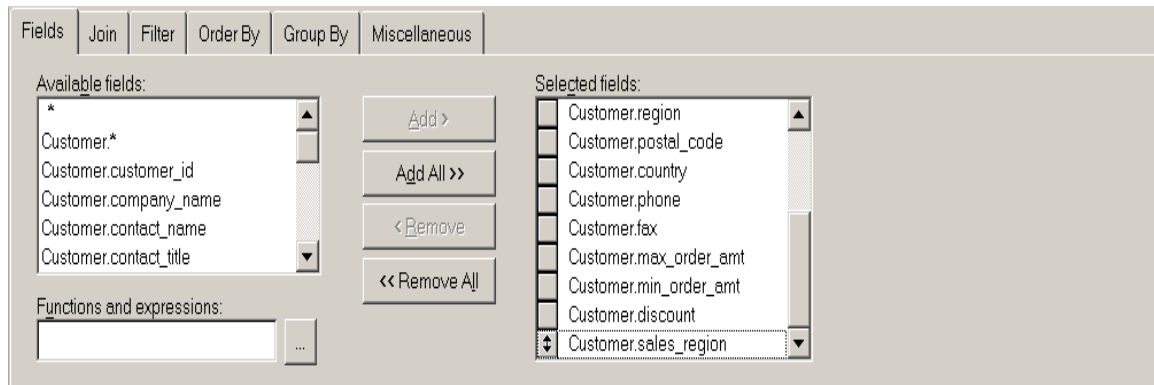 Fields Join Filter Order By Group By Miscellaneous
Available fields:
*
Customer.*
Customer.customer_id
Customer.company_name
Customer.contact_name
Customer.contact_title
Functions and expressions:
...
Add >
Add All >>
< Remove
<< Remove All
Selected fields:
Customer.region
Customer.postal_code
Customer.country
Customer.phone
Customer.fax
Customer.max_order_amt
Customer.min_order_amt
Customer.discount
Customer.sales_region